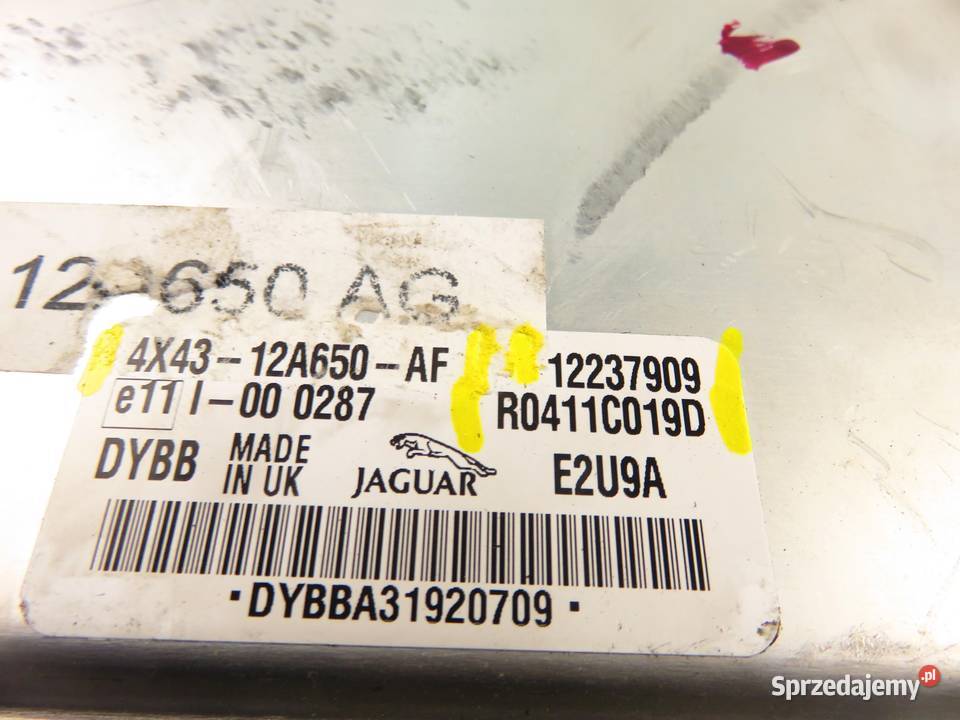 650 AG
4X43-12A650-AF 12237909
e11 I-00 0287 R0411C019D
DYBB MADE IN UK JAGUAR E2U9A
·DYBBA31920709·
Sprzedajemy.pl